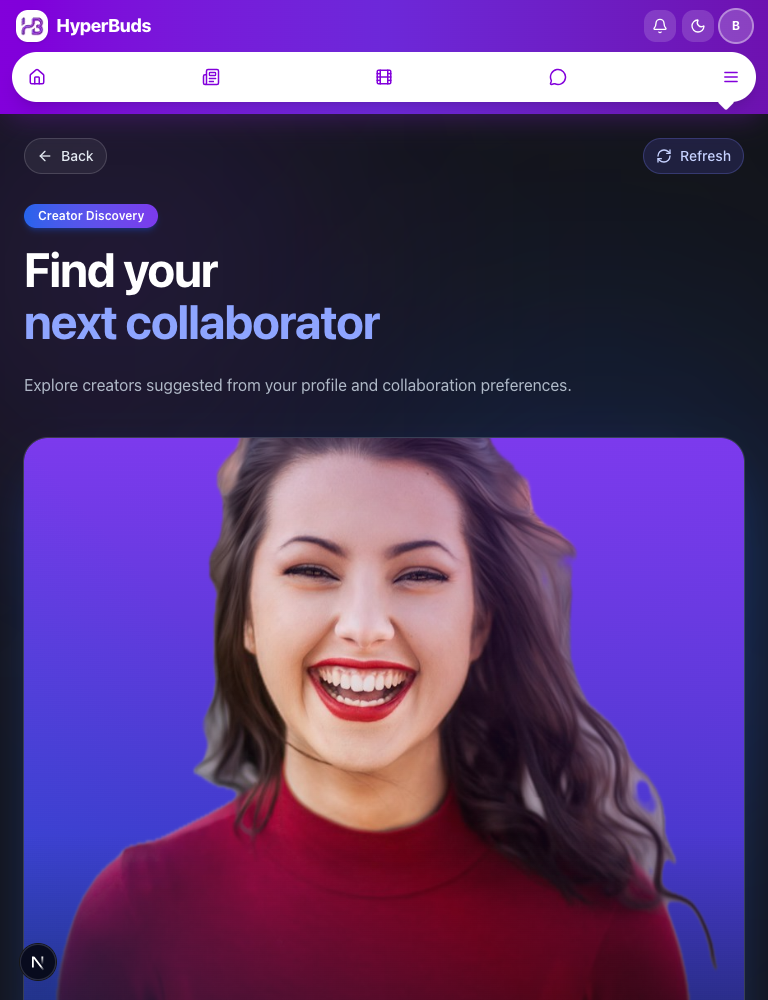 HyperBuds
B
Back
Refresh
Creator Discovery
Find your
next collaborator
Explore creators suggested from your profile and collaboration preferences.
N